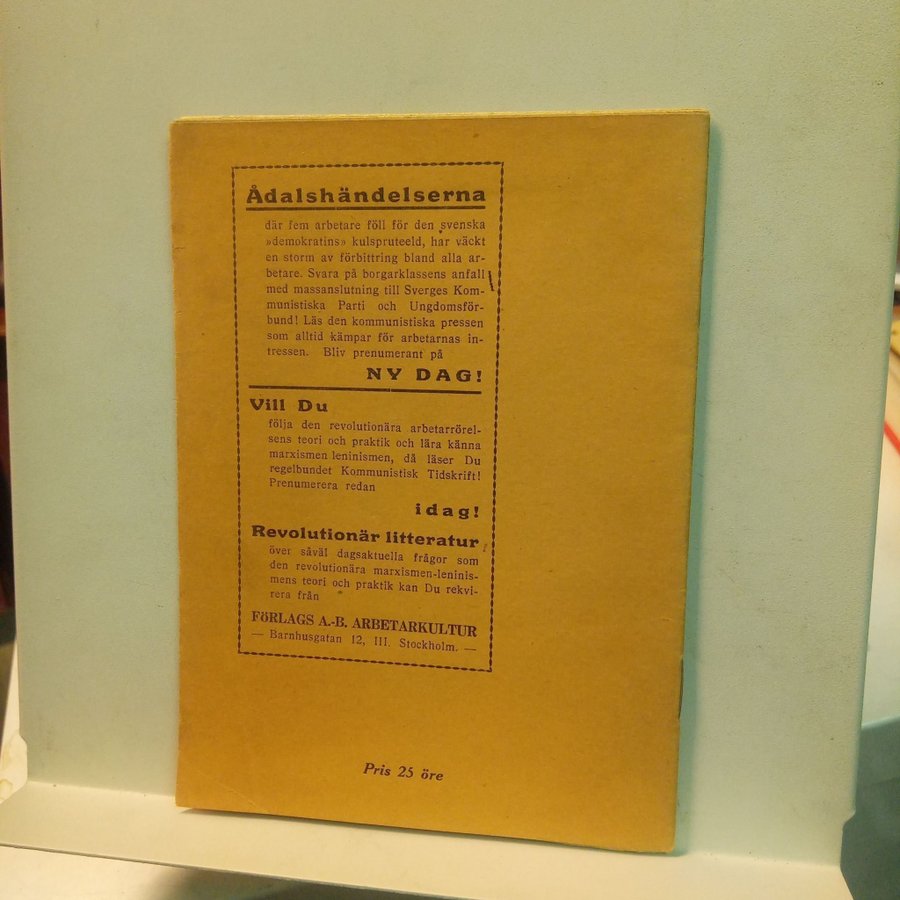 Ådalshändelserna
där fem arbetare föll för den svenska
»demokratins» kulspruteeld, har väckt
en storm av förbittring bland alla ar-
betare. Svara på borgarklassens anfall
med massanslutning till Sveriges Kom-
munistiska Parti och Ungdomsför-
bund! Läs den kommunistiska pressen
som alltid kämpar för arbetarnas in-
tressen. Bliv prenumerant på
NY DAG!
Vill Du
följa den revolutionära arbetarrörel-
sens teori och praktik och lära känna
marxismen leninismen, då läser Du
regelbundet Kommunistisk Tidskrift!
Prenumerera redan
idag!
Revolutionär litteratur
över såväl dagsaktuella frågor som
den revolutionära marxismen-leninis-
mens teori och praktik kan Du rekvi-
rera från
FÖRLAGS A.-B. ARBETARKULTUR
— Barnhusgatan 12, III. Stockholm. —
Pris 25 öre